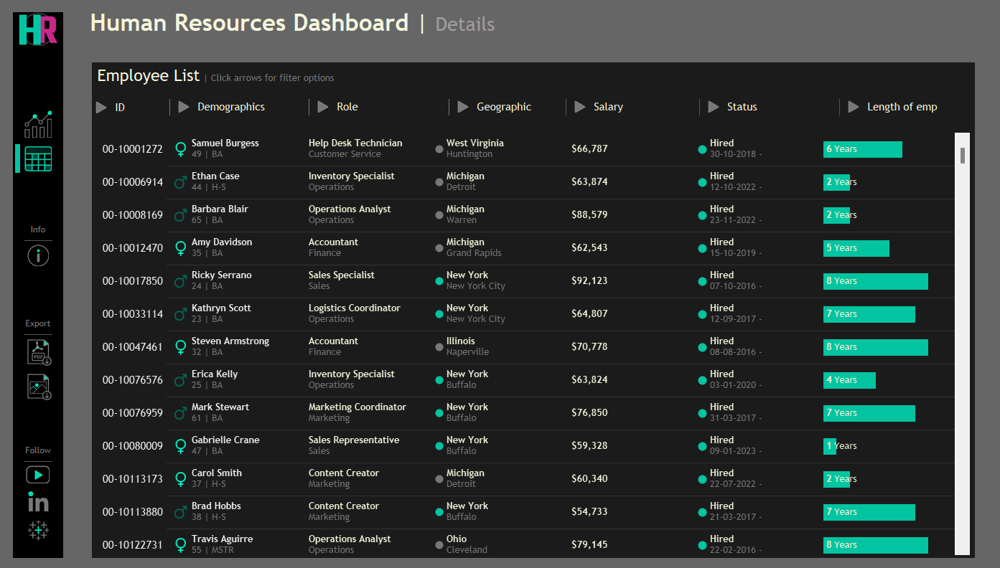 HR
Human Resources Dashboard | Details
Employee List | Click arrows for filter options
ID Demographics Role Geographic Salary Status Length of emp
00-10001272 Samuel Burgess Help Desk Technician West Virginia $66,787 Hired 6 Years
49 | BA Customer Service Huntington 30-10-2018 -
00-10006914 Ethan Case Inventory Specialist Michigan $63,874 Hired 2 Years
44 | H-S Operations Detroit 12-10-2022 -
00-10008169 Barbara Blair Operations Analyst Michigan $88,579 Hired 2 Years
65 | BA Operations Warren 23-11-2022 -
00-10012470 Amy Davidson Accountant Michigan $62,543 Hired 5 Years
35 | BA Finance Grand Rapids 15-10-2019 -
00-10017850 Ricky Serrano Sales Specialist New York $92,123 Hired 8 Years
24 | BA Sales New York City 07-10-2016 -
00-10033114 Kathryn Scott Logistics Coordinator New York $64,807 Hired 7 Years
23 | BA Operations New York City 12-09-2017 -
00-10047461 Steven Armstrong Accountant Illinois $70,778 Hired 8 Years
32 | BA Finance Naperville 08-08-2016 -
00-10076576 Erica Kelly Inventory Specialist New York $63,824 Hired 4 Years
25 | BA Operations Buffalo 03-01-2020 -
00-10076959 Mark Stewart Marketing Coordinator New York $76,850 Hired 7 Years
61 | BA Marketing Buffalo 31-03-2017 -
00-10080009 Gabrielle Crane Sales Representative New York $59,328 Hired 1 Years
47 | BA Sales Buffalo 09-01-2023 -
00-10113173 Carol Smith Content Creator Michigan $60,340 Hired 2 Years
37 | H-S Marketing Detroit 22-07-2022 -
00-10113880 Brad Hobbs Content Creator New York $54,733 Hired 7 Years
38 | H-S Marketing Buffalo 21-03-2017 -
00-10122731 Travis Aguirre Operations Analyst Ohio $79,145 Hired 8 Years
55 | MSTR Operations Cleveland 22-02-2016 -
Info
Export
PDF
Follow
in